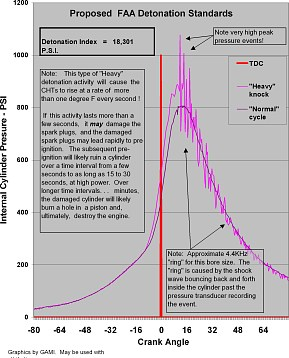 Proposed FAA Detonation Standards
Detonation Index = 18,301
P.S.I.
Note very high peak
pressure events!
TDC
"Heavy"
knock
"Normal"
cycle
Note: This type of "Heavy"
detonation activity will cause the
CHTs to rise at a rate of more
than one degree F every second !
If this activity lasts more than a
few seconds, it may damage the
spark plugs, and the damaged
spark plugs may lead rapidly to pre
ignition. The subsequent pre-
ignition will likely ruin a cylinder
over a time interval from a few
seconds to as long as 15 to 30
seconds, at high power. Over
longer time intervals. . . minutes,
the damaged cylinder will likely
burn a hole in a piston and,
ultimately, destroy the engine.
Note: Approximate 4.4KHz
"ring" for this bore size. The
"ring" is caused by the shock
wave bouncing back and forth
inside the cylinder past the
pressure transducer recording
the event.
Internal Cylinder Presure - PSI
1200
1000
800
600
400
200
0
-80 -64 -48 -32 -16 0 16 32 48 64
Crank Angle
Graphics by GAMI. May be used with